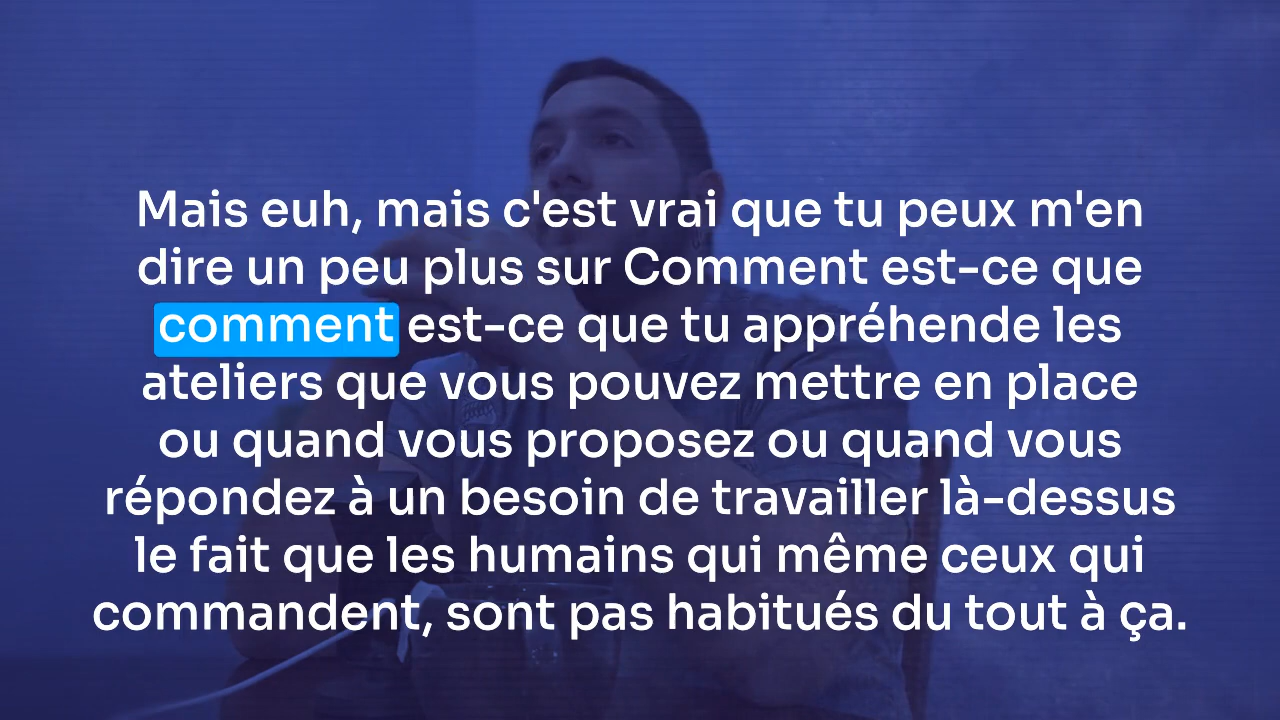 Mais euh, mais c'est vrai que tu peux m'en
dire un peu plus sur Comment est-ce que
comment est-ce que tu appréhende les
ateliers que vous pouvez mettre en place
ou quand vous proposez ou quand vous
répondez à un besoin de travailler là-dessus
le fait que les humains qui même ceux qui
commandent, sont pas habitués du tout à ça.